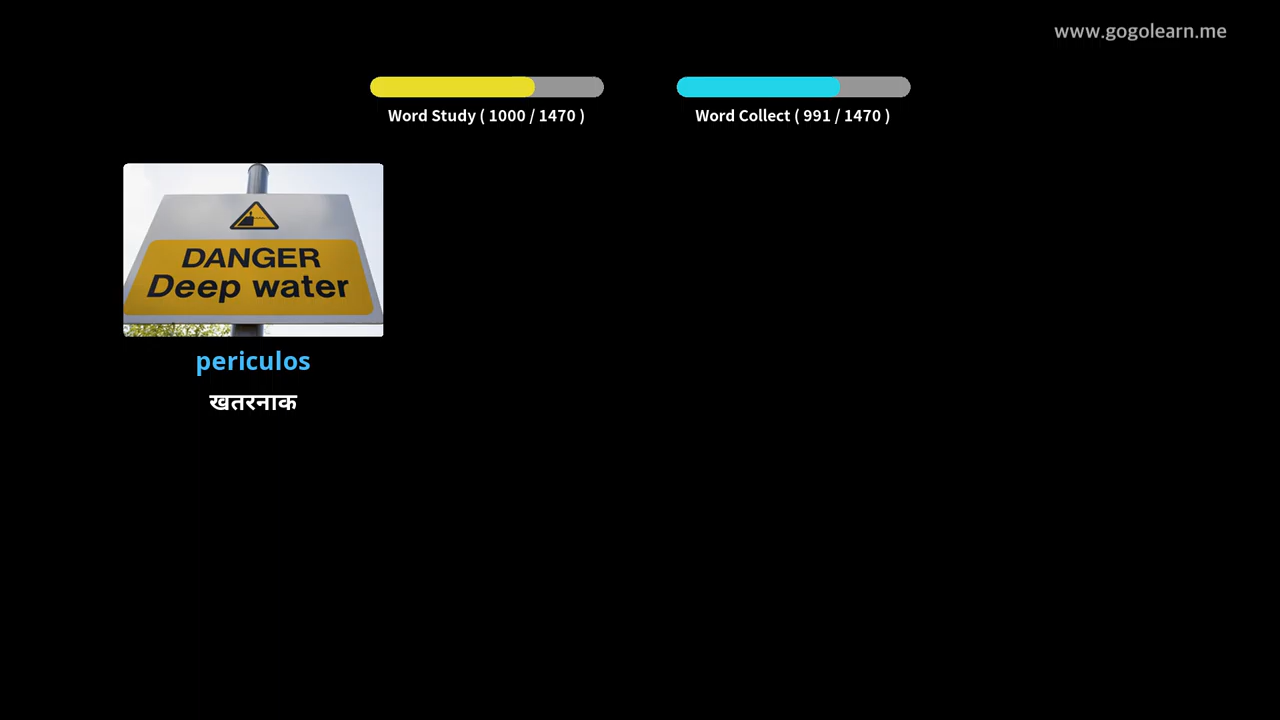 www.gogolearn.me
Word Study ( 1000 / 1470 )
Word Collect ( 991 / 1470 )
DANGER
Deep water
periculos
खतरनाक